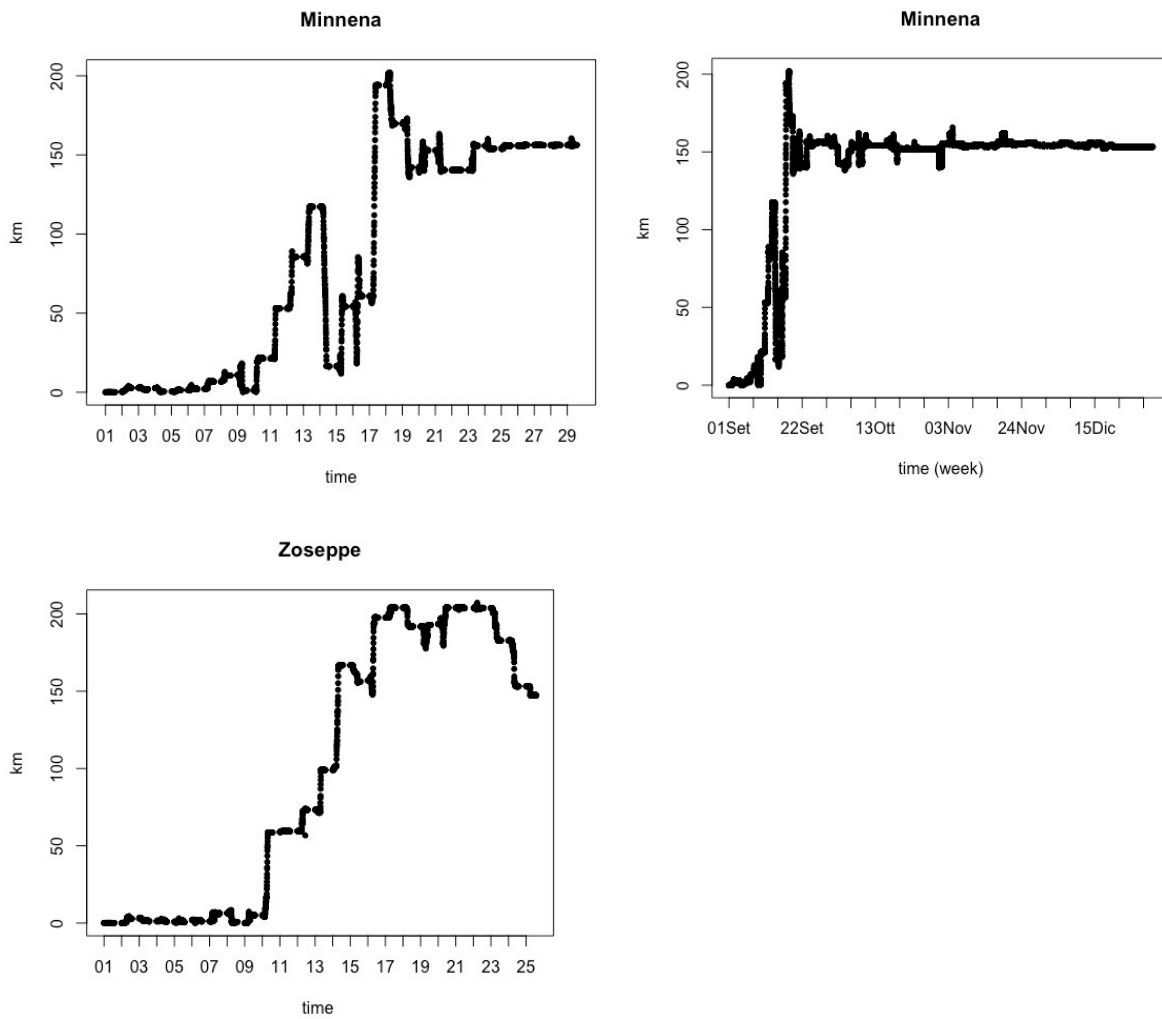 Minnena
km
200
150
100
50
0
01 03 05 07 09 11 13 15 17 19 21 23 25 27 29
time
Minnena
km
200
150
100
50
0
01Set 22Set 13Ott 03Nov 24Nov 15Dic
time (week)
Zoseppe
km
200
150
100
50
0
01 03 05 07 09 11 13 15 17 19 21 23 25
time